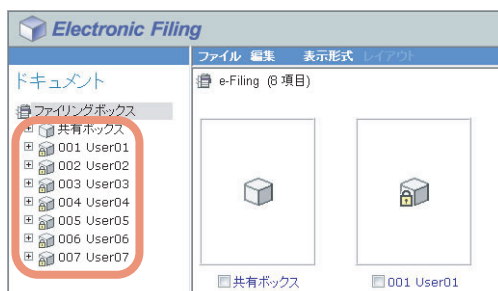 Electronic Filing
ファイル 編集 表示形式 レイアウト
ドキュメント
ファイリングボックス
共有ボックス
001 User01
002 User02
003 User03
004 User04
005 User05
006 User06
007 User07
e-Filing (8 項目)
共有ボックス
001 User01